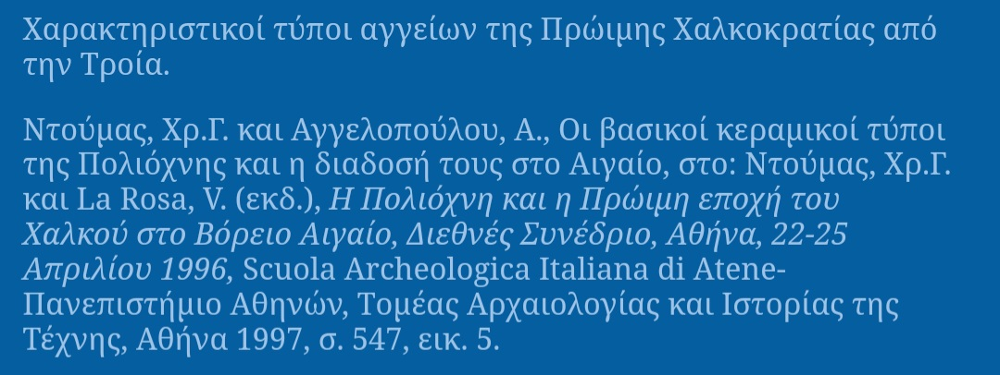 Χαρακτηριστικοί τύποι αγγείων της Πρώιμης Χαλκοκρατίας από
την Τροία.
Ντούμας, Χρ.Γ. και Αγγελοπούλου, Α., Οι βασικοί κεραμικοί τύποι
της Πολιόχνης και η διαδοσή τους στο Αιγαίο, στο: Ντούμας, Χρ.Γ.
και La Rosa, V. (εκδ.), Η Πολιόχνη και η Πρώιμη εποχή του
Χαλκού στο Βόρειο Αιγαίο, Διεθνές Συνέδριο, Αθήνα, 22-25
Απριλίου 1996, Scuola Archeologica Italiana di Atene-
Πανεπιστήμιο Αθηνών, Τομέας Αρχαιολογίας και Ιστορίας της
Τέχνης, Αθήνα 1997, σ. 547, εικ. 5.